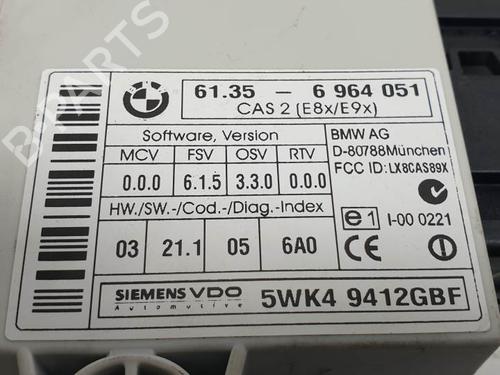 B-PARTS
BMW
61.35 - 6 964 051
CAS 2 (E8x/E9x)
Software, Version
MCV FSV OSV RTV
0.0.0 6.1.5 3.3.0 0.0.0
HW./SW.-/Cod.-/Diag.-Index
03 21.1 05 6A0
BMW AG
D-80788München
FCC ID: LX8CAS89X
e1 I-00 0221
SIEMENS VDO
Automotive
CE
5WK4 9412GBF